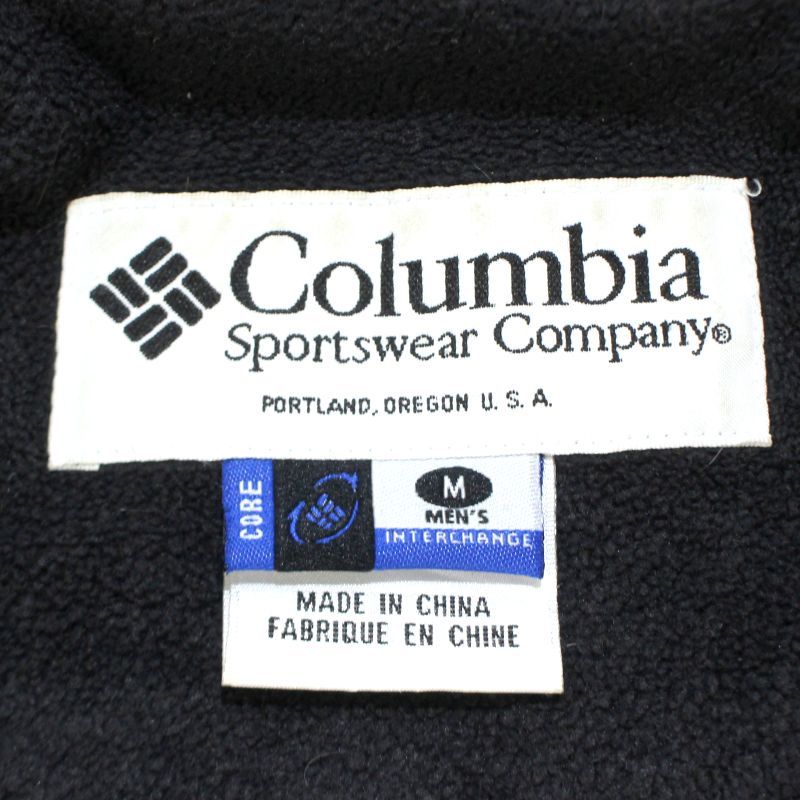 Columbia
Sportswear Company®
PORTLAND, OREGON U.S.A.
CORE
M
MEN'S
INTERCHANGE
MADE IN CHINA
FABRIQUE EN CHINE